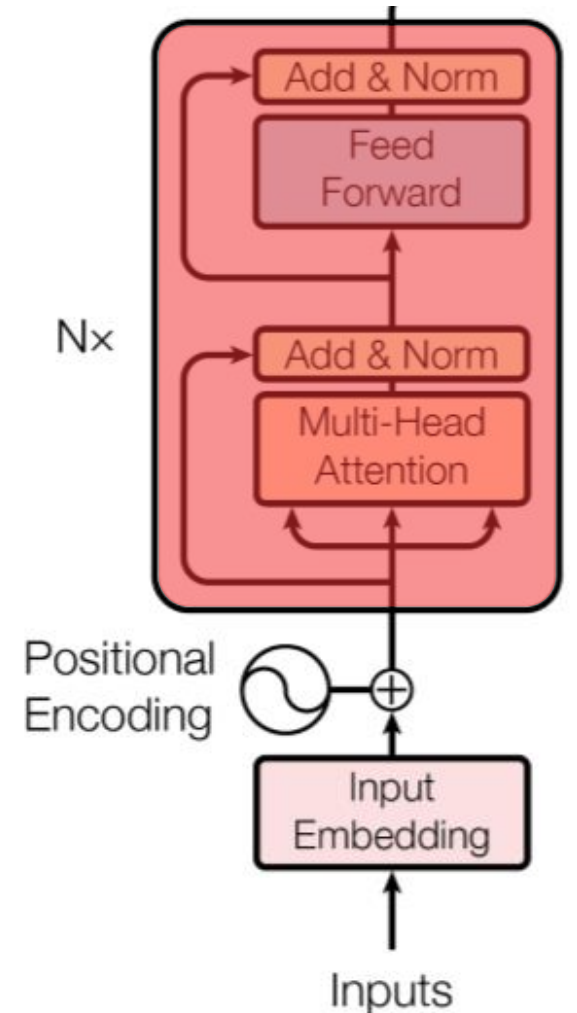 Add & Norm
Feed
Forward
N×
Add & Norm
Multi-Head
Attention
Positional
Encoding
Input
Embedding
Inputs